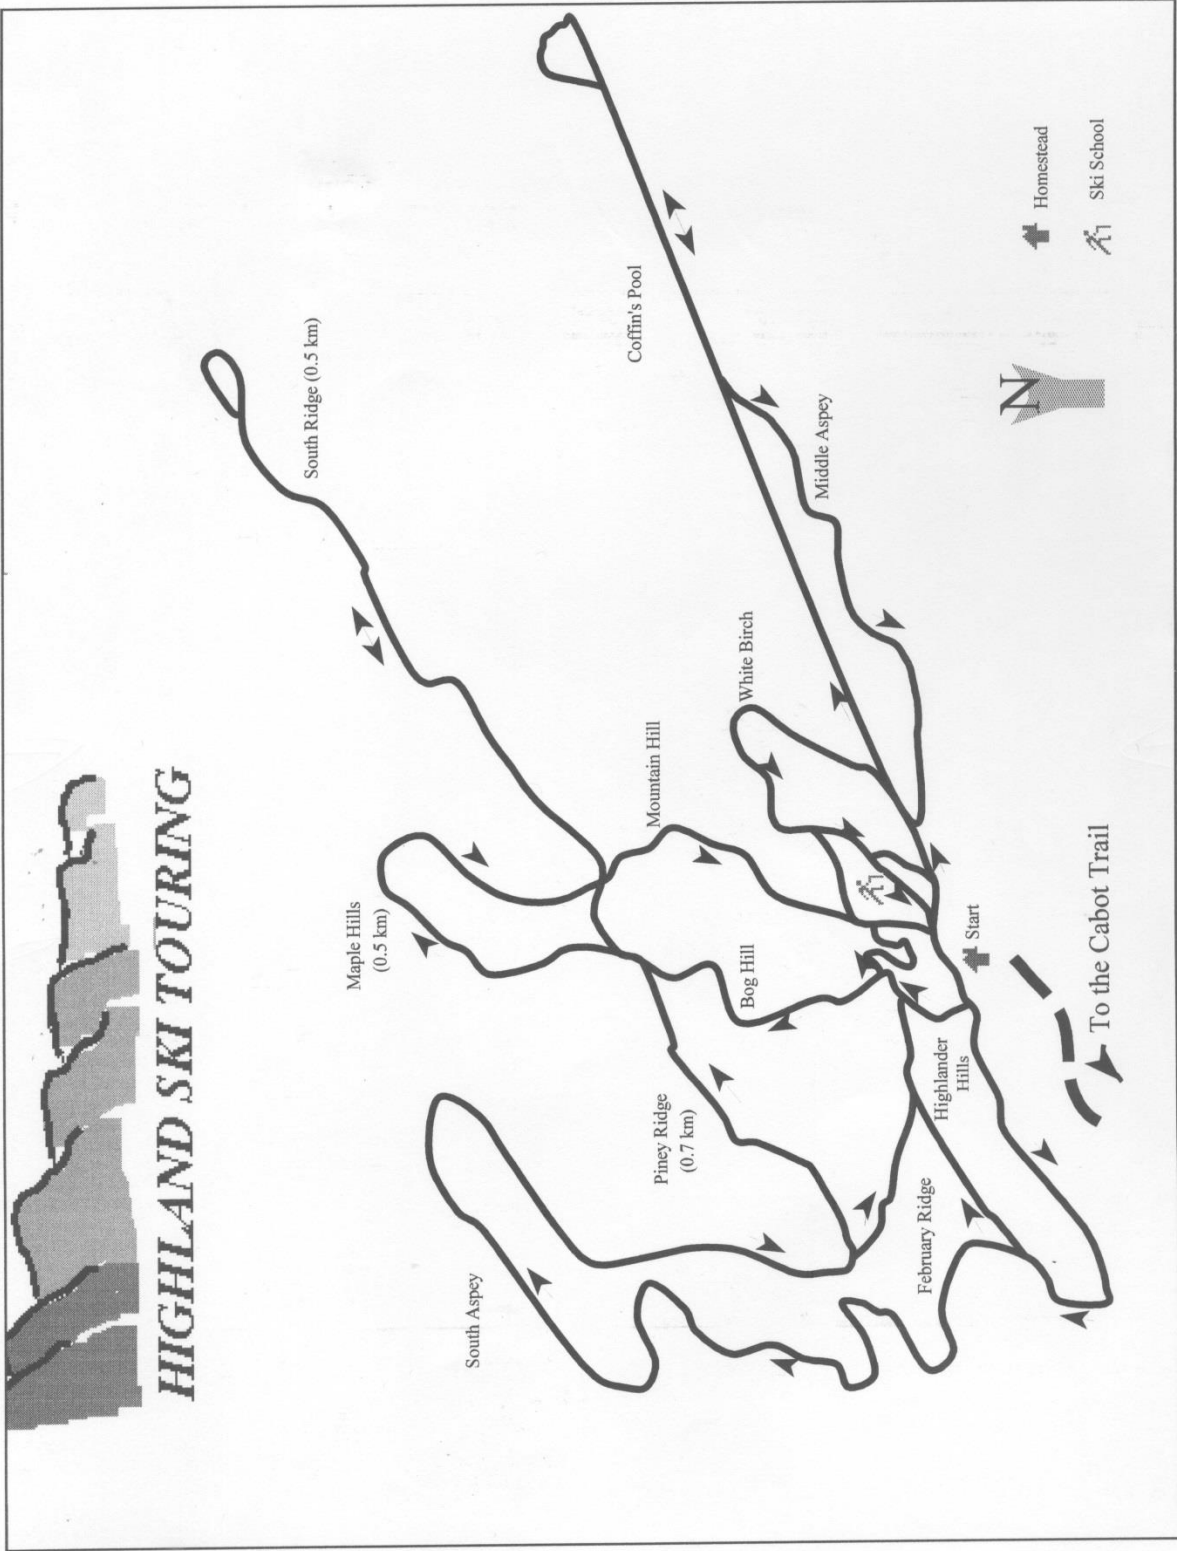 HIGHLAND SKI TOURING
South Ridge (0.5 km)
Maple Hills
(0.5 km)
South Aspey
Mountain Hill
Coffin's Pool
Piney Ridge
(0.7 km)
Bog Hill
White Birch
Middle Aspey
February Ridge
Highlander
Hills
Start
N
Homestead
Ski School
To the Cabot Trail